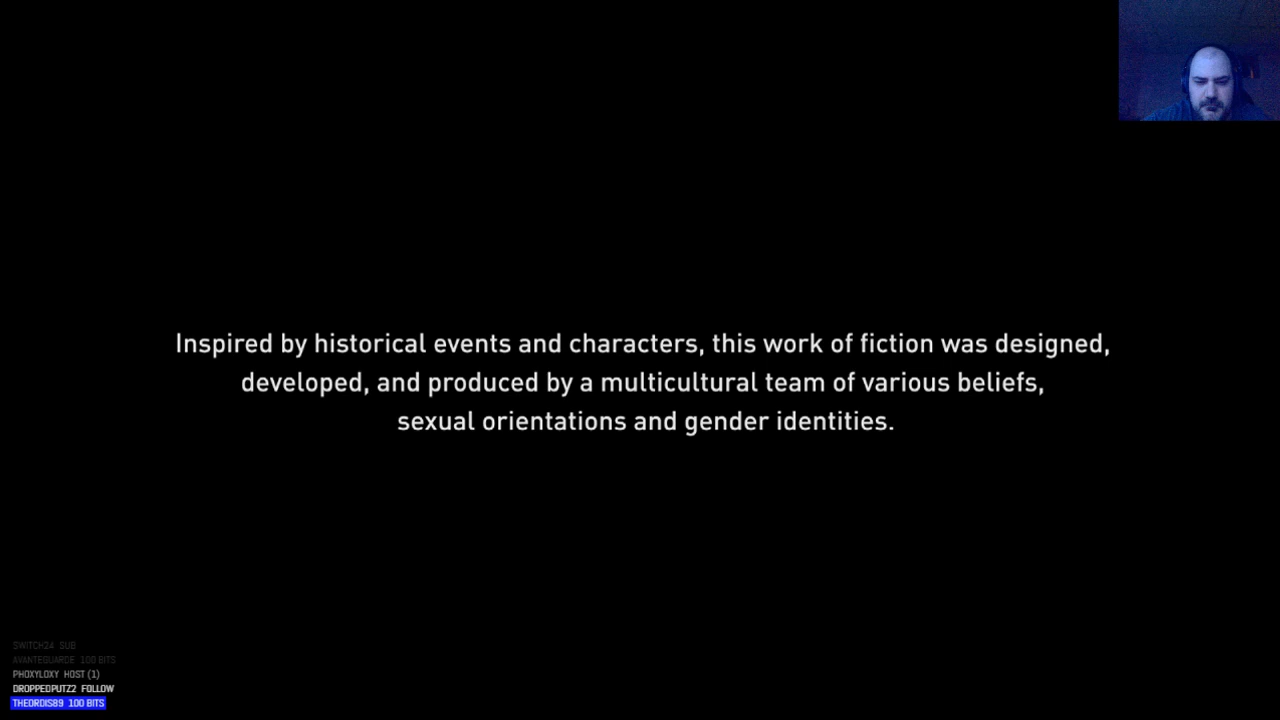 Inspired by historical events and characters, this work of fiction was designed,
developed, and produced by a multicultural team of various beliefs,
sexual orientations and gender identities.
SWITCH24 SUB
AVANTEGUARDE 100 BITS
PHOXYLOXY HOST (1)
DROPPEDPUTZ2 FOLLOW
THEORDIS89 100 BITS